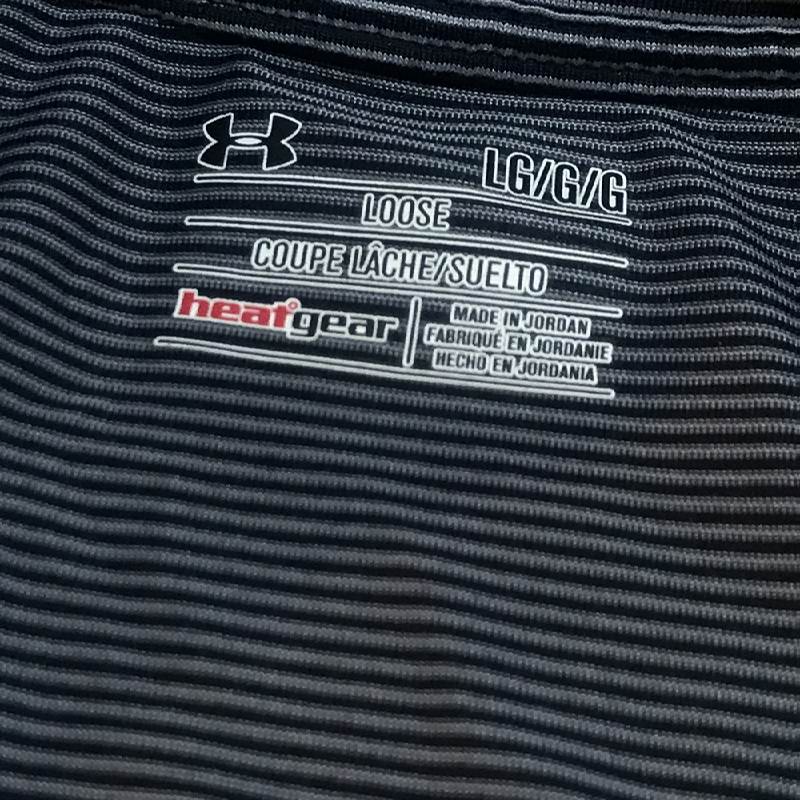 LG/G/G
LOOSE
COUPE LÂCHE/SUELTO
heatgear
MADE IN JORDAN
FABRIQUÉ EN JORDANIE
HECHO EN JORDANIA